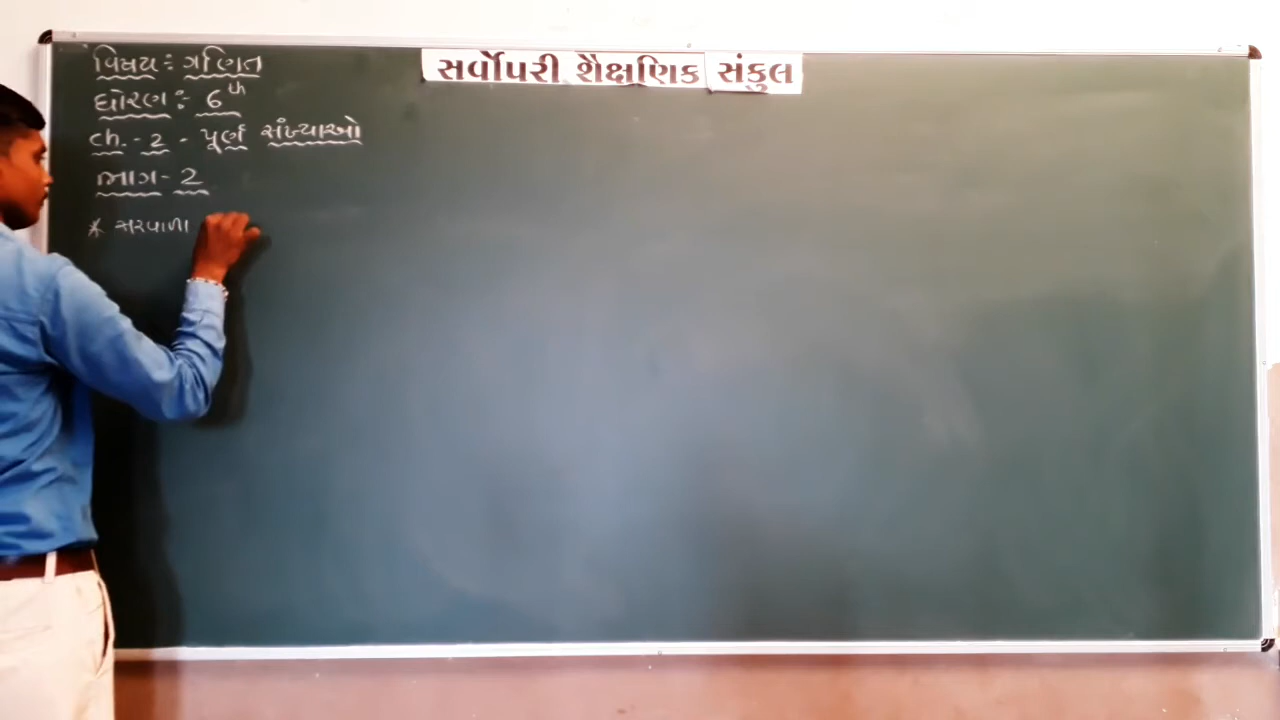 સર્વોપરી શૈક્ષણિક સંકુલ
વિષય : ગણિત
ધોરણ : 6th
ch. - 2 - પૂર્ણ સંખ્યાઓ
ભાગ - 2
* સરવાળા